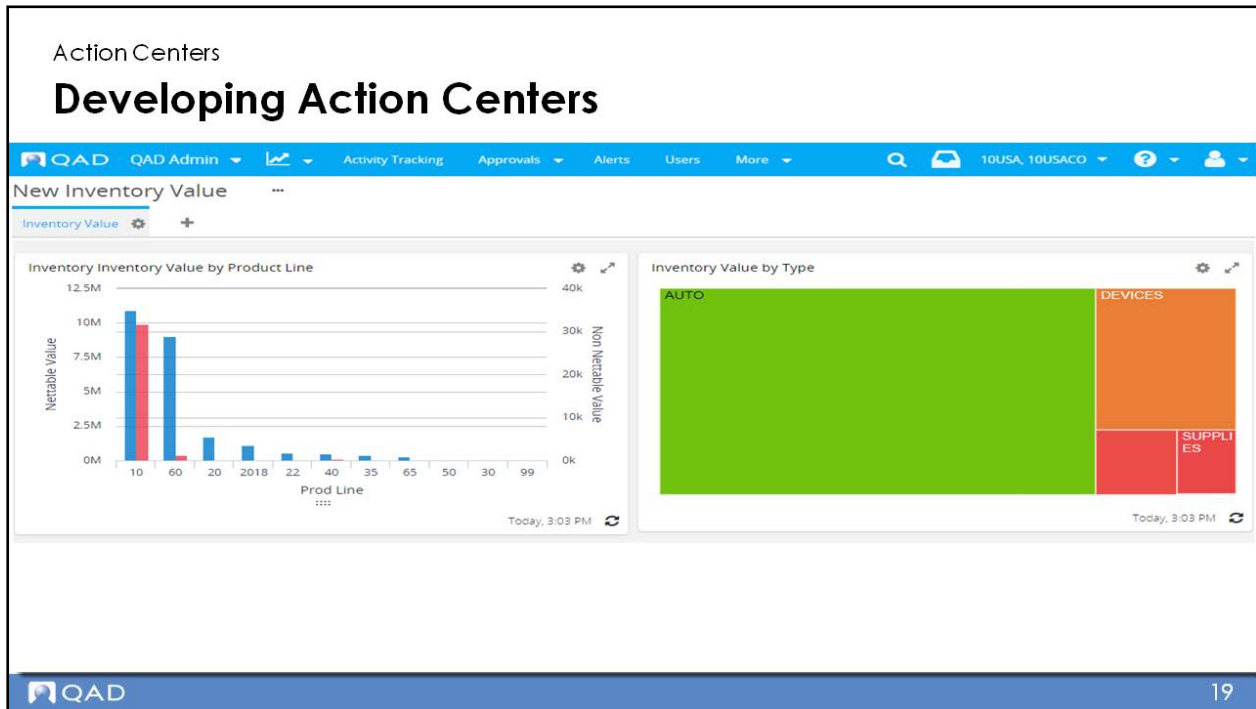 Action Centers
Developing Action Centers
QAD QAD Admin Activity Tracking Approvals Alerts Users More 10USA, 10USACO ?
New Inventory Value ...
Inventory Value +
Inventory Inventory Value by Product Line
12.5M
10M
7.5M
5M
2.5M
0M
Nettable Value
40k
30k
20k
10k
0k
Non Nettable Value
10 60 20 2018 22 40 35 65 50 30 99
Prod Line
Today, 3:03 PM
Inventory Value by Type
AUTO
DEVICES
SUPPLI
ES
Today, 3:03 PM
QAD 19